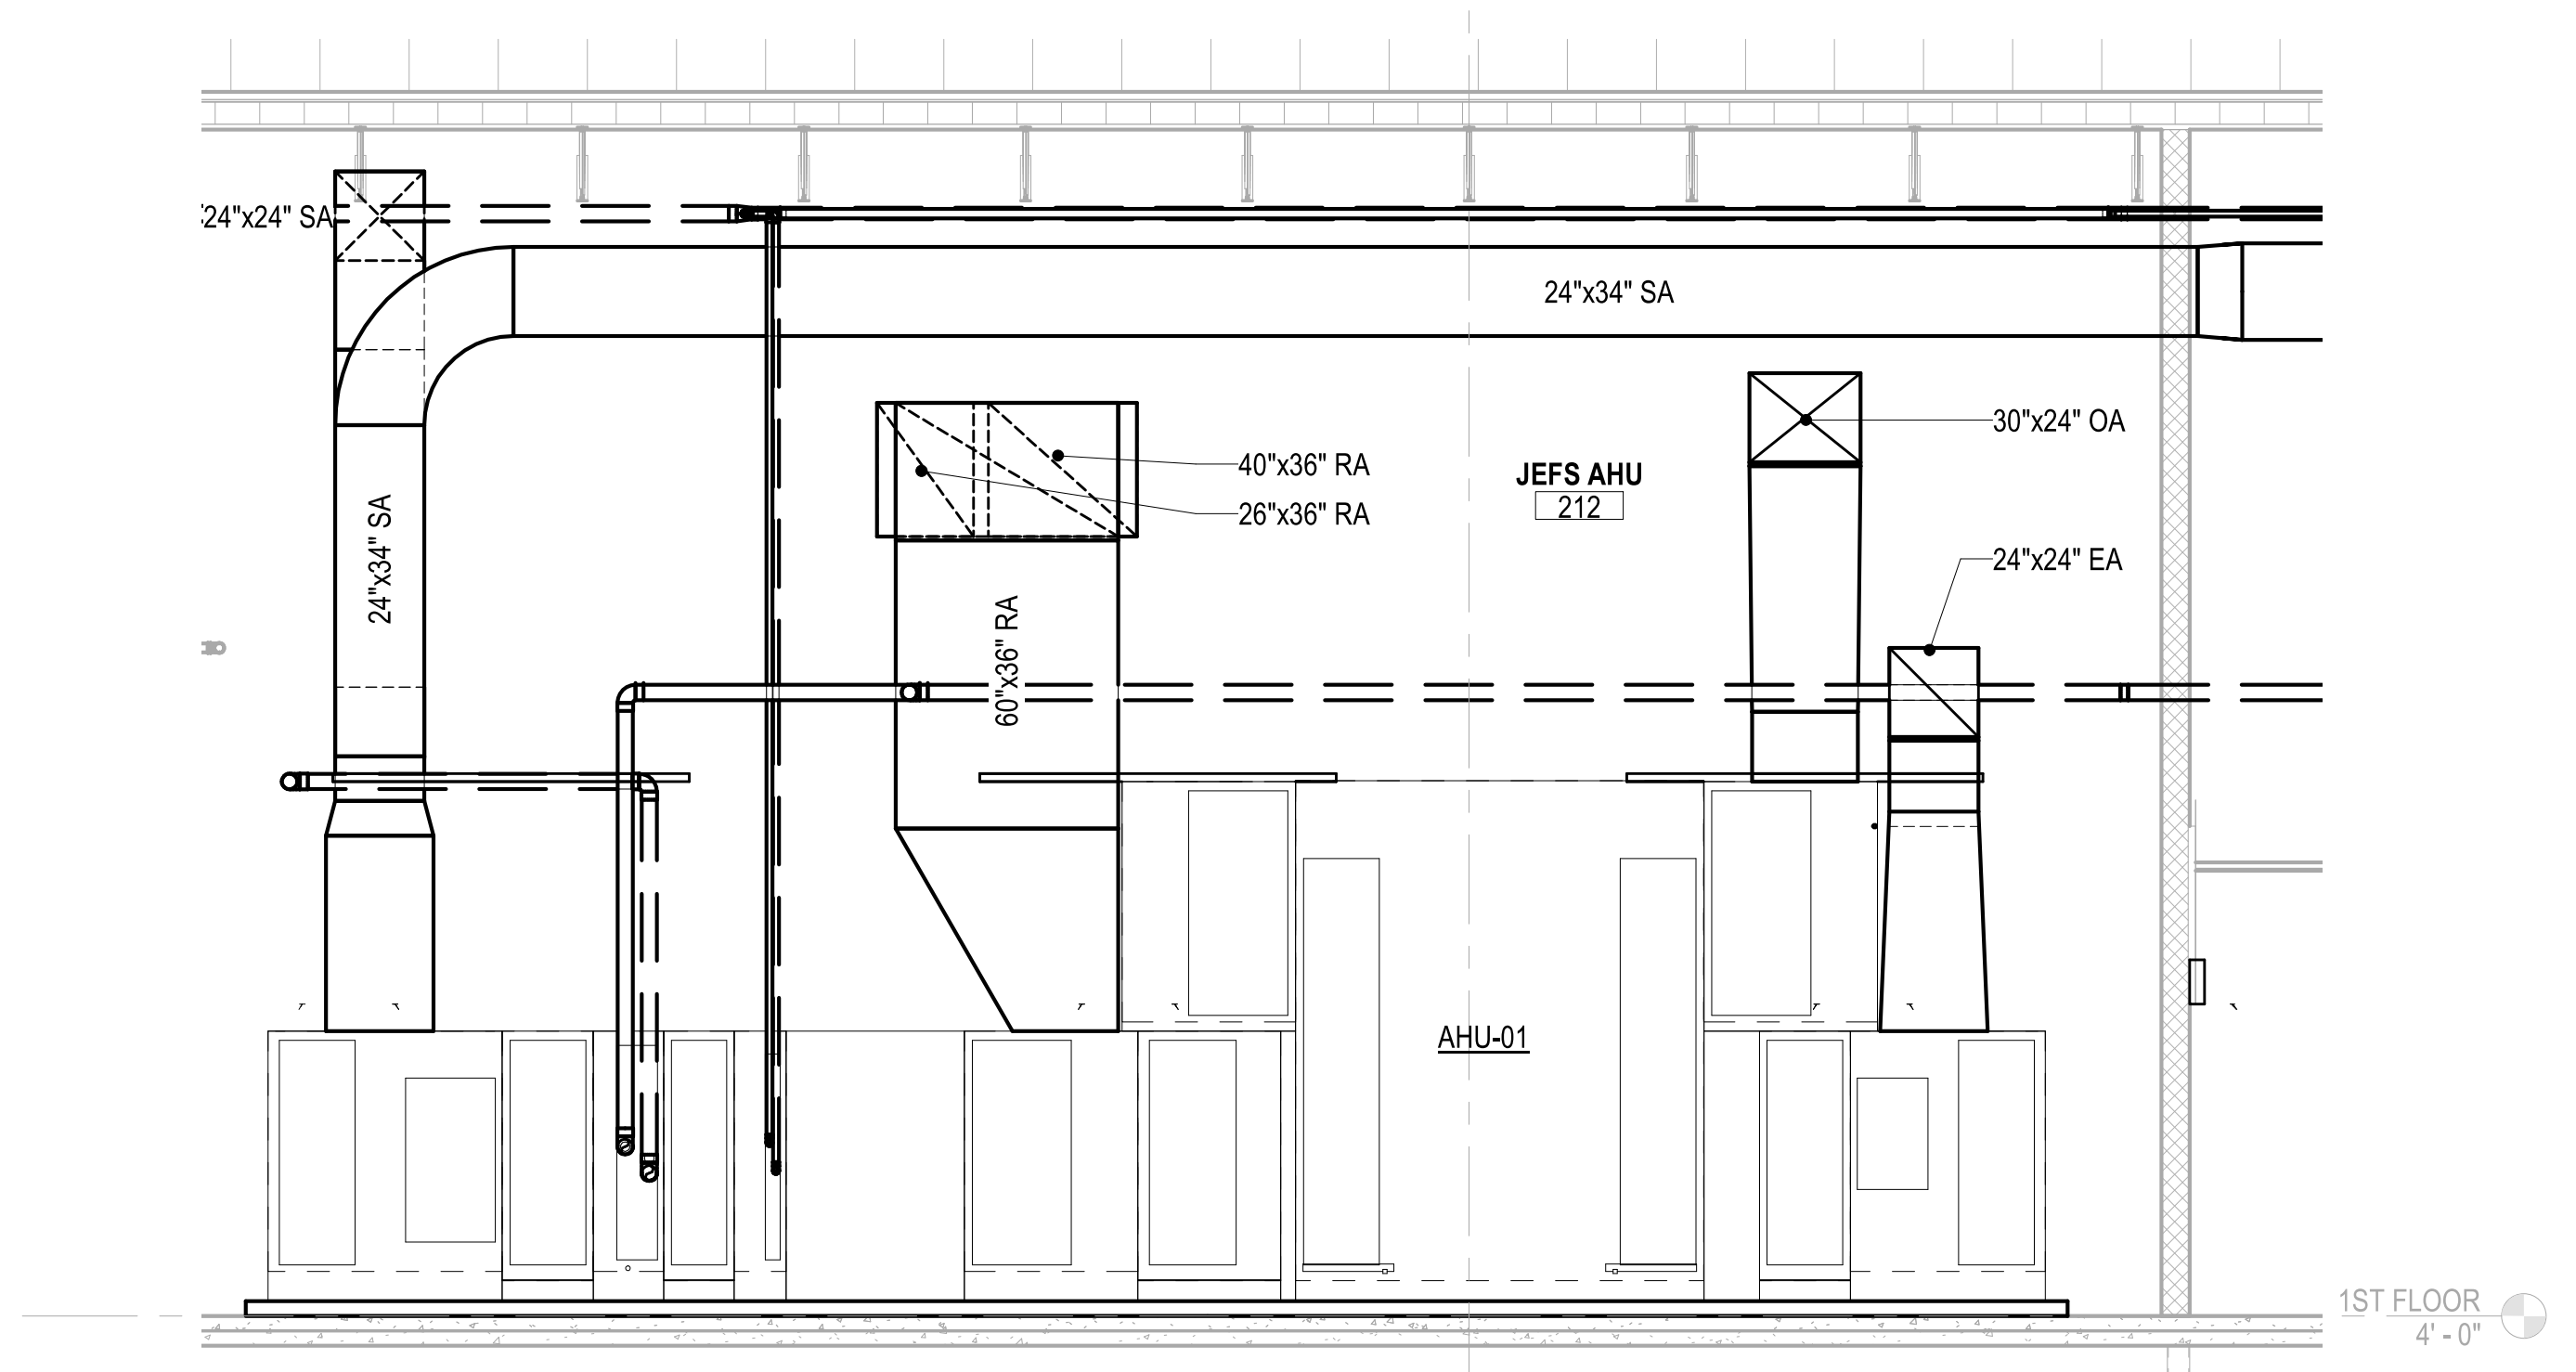 24"x24" SA
24"x34" SA
30"x24" OA
40"x36" RA
JEFS AHU
212
26"x36" RA
24"x34" SA
24"x24" EA
60"x36" RA
AHU-01
1ST FLOOR
4' - 0"